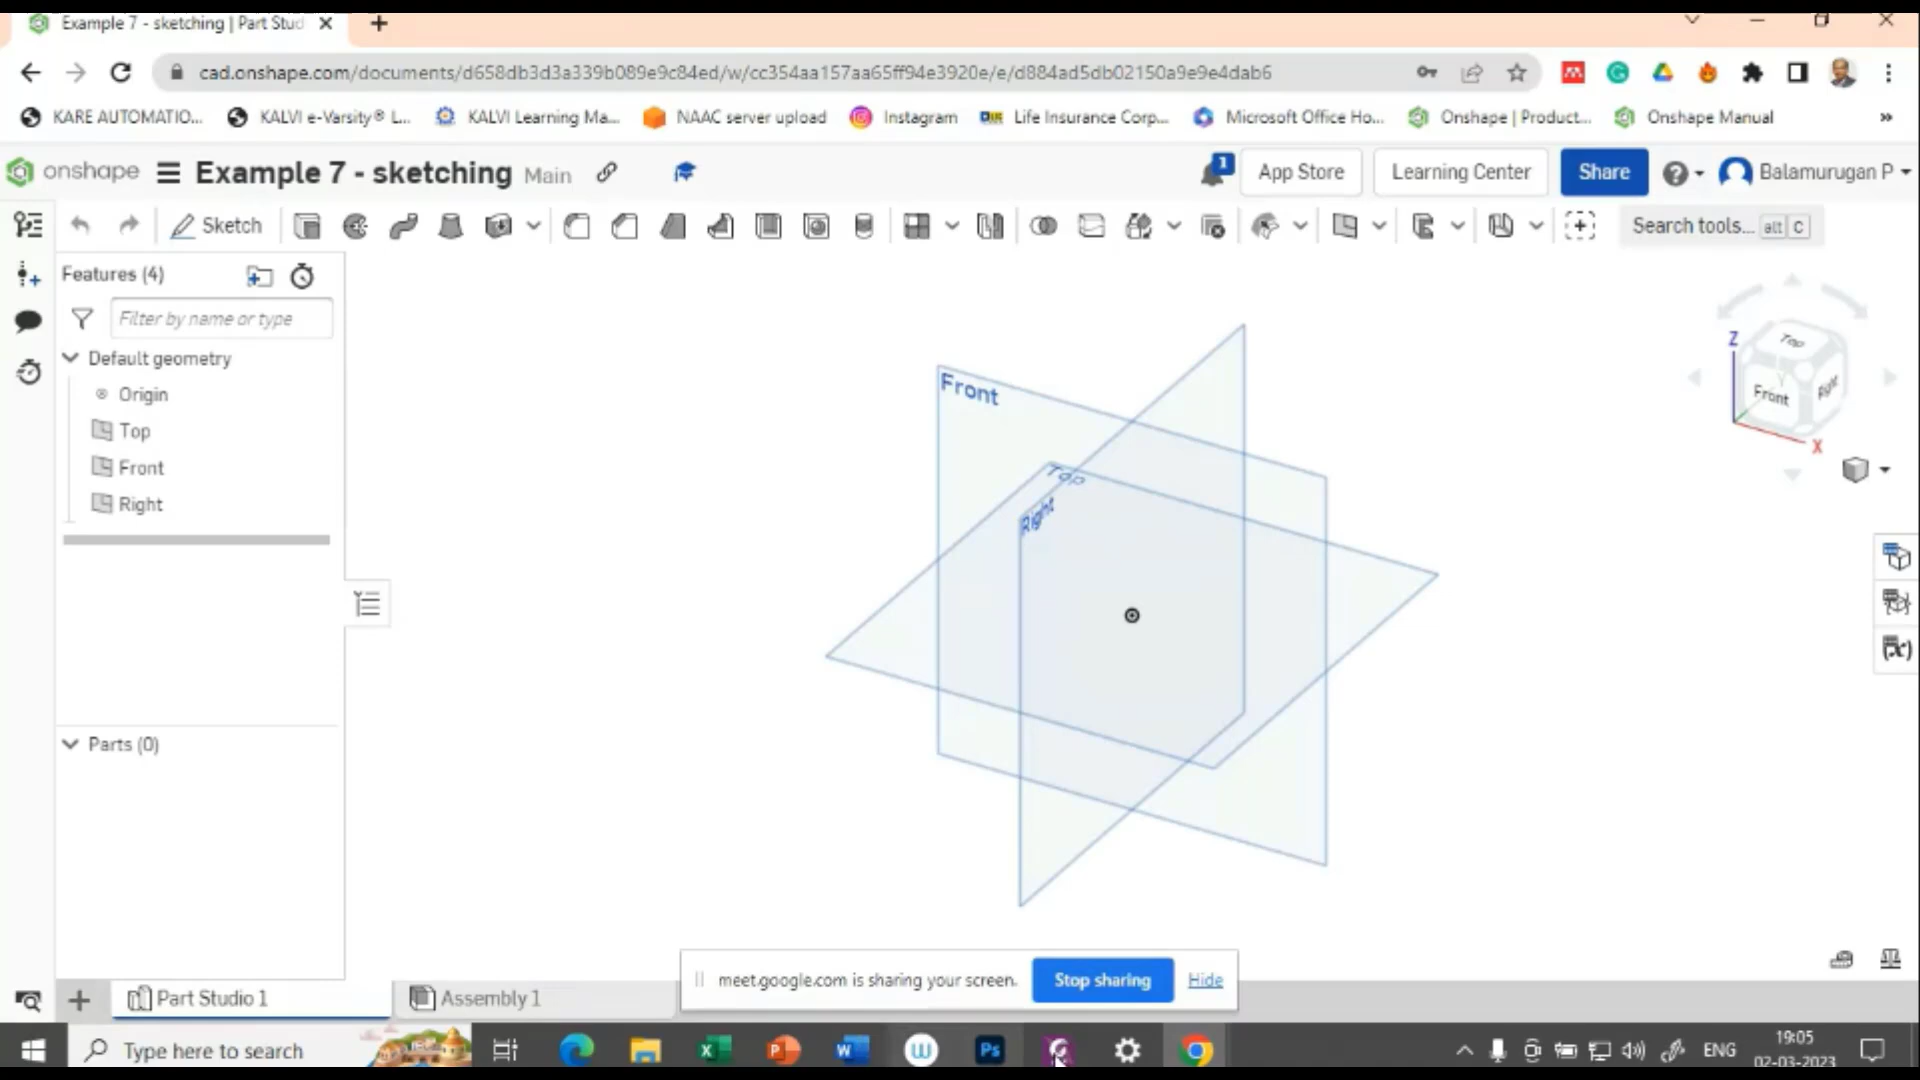 Example 7 - sketching | Part Stud
cad.onshape.com/documents/d658db3d3a339b089e9c84ed/w/cc354aa157aa65ff94e3920e/e/d884ad5db02150a9e9e4dab6
KARE AUTOMATIO... KALVI e-Varsity® L... KALVI Learning Ma... NAAC server upload Instagram Life Insurance Corp... Microsoft Office Ho... Onshape | Product... Onshape Manual »
onshape Example 7 - sketching Main 1 App Store Learning Center Share Balamurugan P
Sketch Search tools... alt C
Features (4)
Filter by name or type
Default geometry
Origin
Top
Front
Right
Parts (0)
Front
Top
Right
Z
Top
Front
Right
Y
X
meet.google.com is sharing your screen. Stop sharing Hide
Part Studio 1 Assembly 1
Type here to search ENG 19:05
02-03-2023